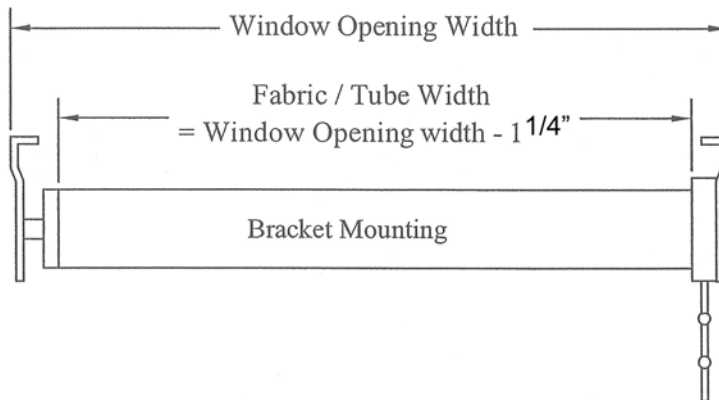 Window Opening Width
Fabric / Tube Width
= Window Opening width - 1 1/4”
Bracket Mounting